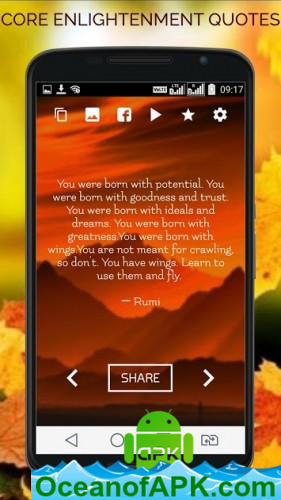 CORE ENLIGHTENMENT QUOTES
09:17
You were born with potential. You
were born with goodness and trust.
You were born with ideals and
dreams. You were born with
greatness.You were born with
wings.You are not meant for crawling,
so don't. You have wings. Learn to
use them and fly.
— Rumi
SHARE
APK
OceanofAPK.com